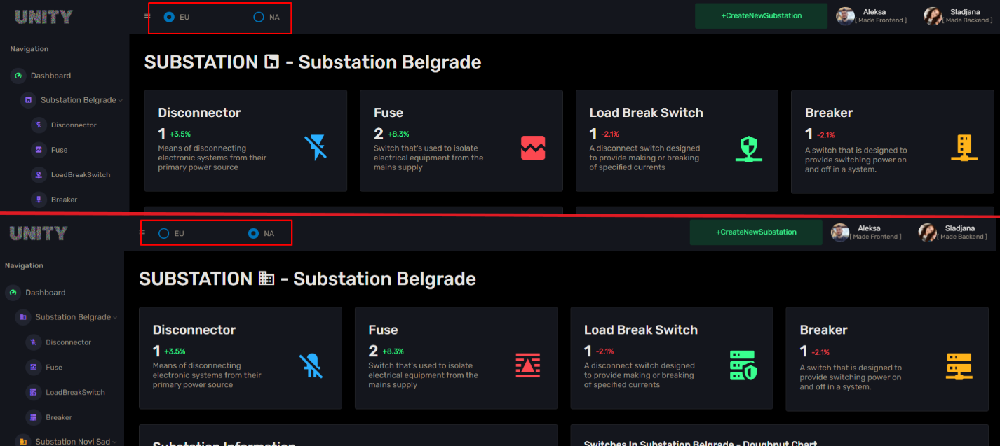 UNITY
EU
NA
+CreateNewSubstation
Aleksa
[ Made Frontend ]
Sladjana
[ Made Backend ]
Navigation
Dashboard
Substation Belgrade
Disconnector
Fuse
LoadBreakSwitch
Breaker
SUBSTATION - Substation Belgrade
Disconnector
1 +3.5%
Means of disconnecting
electronic systems from their
primary power source
Fuse
2 +8.3%
Switch that's used to isolate
electrical equipment from the
mains supply
Load Break Switch
1 -2.1%
A disconnect switch designed
to provide making or breaking
of specified currents
Breaker
1 -2.1%
A switch that is designed to
provide switching power on
and off in a system.
UNITY
EU
NA
+CreateNewSubstation
Aleksa
[ Made Frontend ]
Sladjana
[ Made Backend ]
Navigation
Dashboard
Substation Belgrade
Disconnector
Fuse
LoadBreakSwitch
Breaker
Substation Novi Sad
SUBSTATION - Substation Belgrade
Disconnector
1 +3.5%
Means of disconnecting
electronic systems from their
primary power source
Fuse
2 +8.3%
Switch that's used to isolate
electrical equipment from the
mains supply
Load Break Switch
1 -2.1%
A disconnect switch designed
to provide making or breaking
of specified currents
Breaker
1 -2.1%
A switch that is designed to
provide switching power on
and off in a system.
Substation Information
Switches In Substation Belgrade - Doughnut Chart